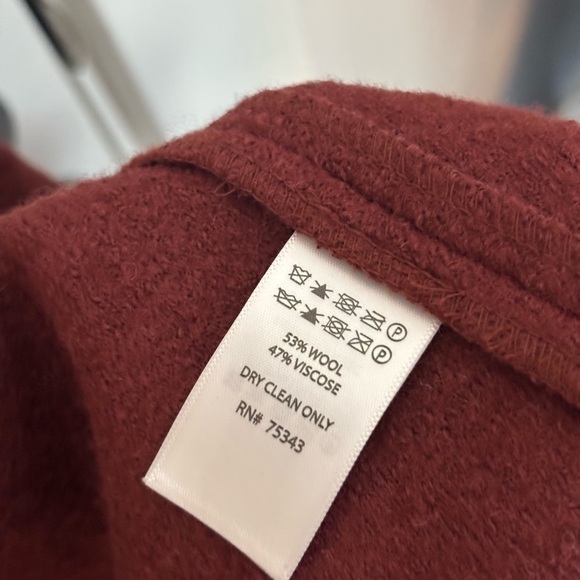 53% WOOL
47% VISCOSE
DRY CLEAN ONLY
RN# 75343